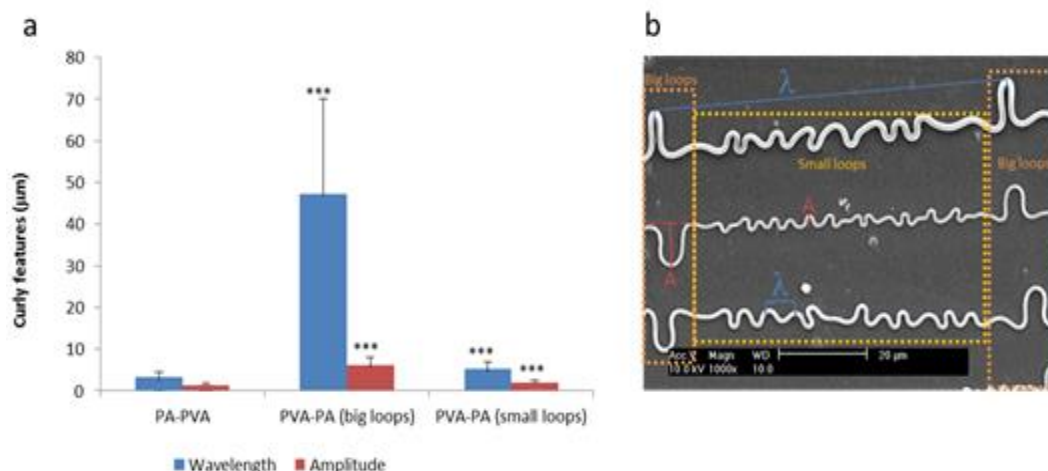 a
b
Curly features (µm)
80
70
60
50
40
30
20
10
0
***
***
***
***
PA-PVA
PVA-PA (big loops)
PVA-PA (small loops)
Wavelength
Amplitude
Big loops
λ
Small loops
Big loops
A
A
λ
Acc.V Magn WD 20 µm
10.0 kV 1000x 10.0